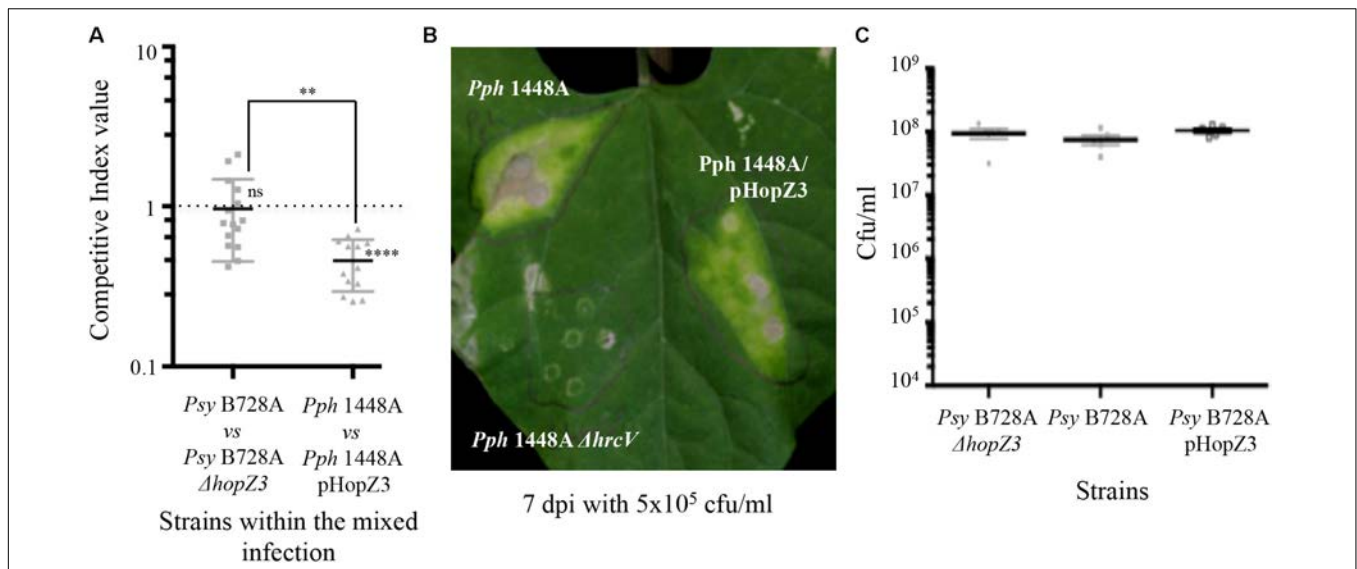 A
10
1
0.1
Competitive Index value
**
ns
****
Psy B728A
vs
Psy B728A
ΔhopZ3
Pph 1448A
vs
Pph 1448A
pHopZ3
Strains within the mixed
infection
B
Pph 1448A
Pph 1448A/
pHopZ3
Pph 1448A ΔhrcV
7 dpi with 5x10⁵ cfu/ml
C
Cfu/ml
10⁹
10⁸
10⁷
10⁶
10⁵
10⁴
Psy B728A
ΔhopZ3
Psy B728A
Psy B728A
pHopZ3
Strains